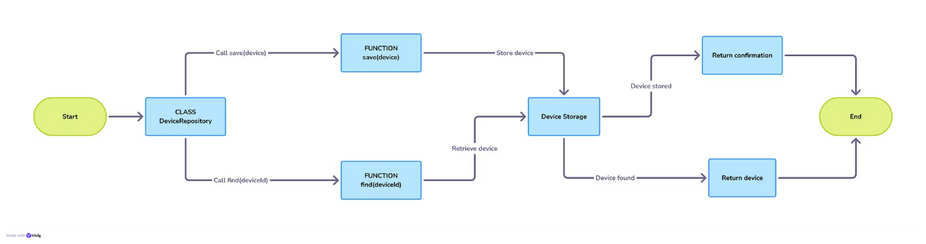 Start
CLASS
DeviceRepository
Call save(device)
Call find(deviceId)
FUNCTION
save(device)
FUNCTION
find(deviceId)
Store device
Retrieve device
Device Storage
Device stored
Device found
Return confirmation
Return device
End
made with